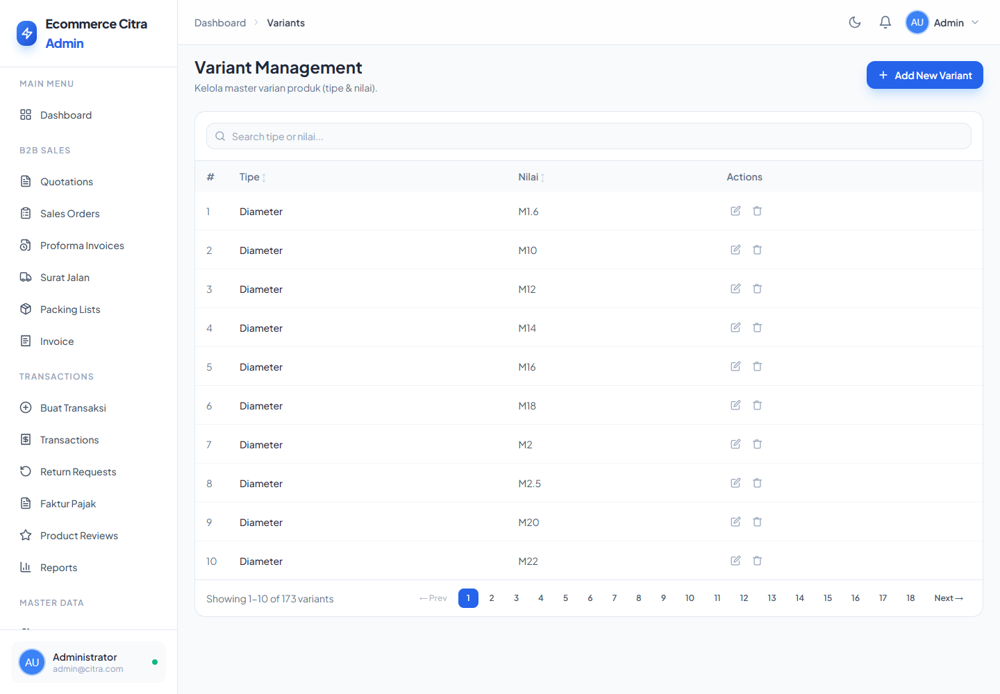 Ecommerce Citra
Admin
MAIN MENU
Dashboard
B2B SALES
Quotations
Sales Orders
Proforma Invoices
Surat Jalan
Packing Lists
Invoice
TRANSACTIONS
Buat Transaksi
Transactions
Return Requests
Faktur Pajak
Product Reviews
Reports
MASTER DATA
AU
Administrator
admin@citra.com
Dashboard Variants
AU Admin
Variant Management
Kelola master varian produk (tipe & nilai).
Add New Variant
Search tipe or nilai...
# Tipe Nilai Actions
1 Diameter M1.6
2 Diameter M10
3 Diameter M12
4 Diameter M14
5 Diameter M16
6 Diameter M18
7 Diameter M2
8 Diameter M2.5
9 Diameter M20
10 Diameter M22
Showing 1–10 of 173 variants
← Prev 1 2 3 4 5 6 7 8 9 10 11 12 13 14 15 16 17 18 Next →